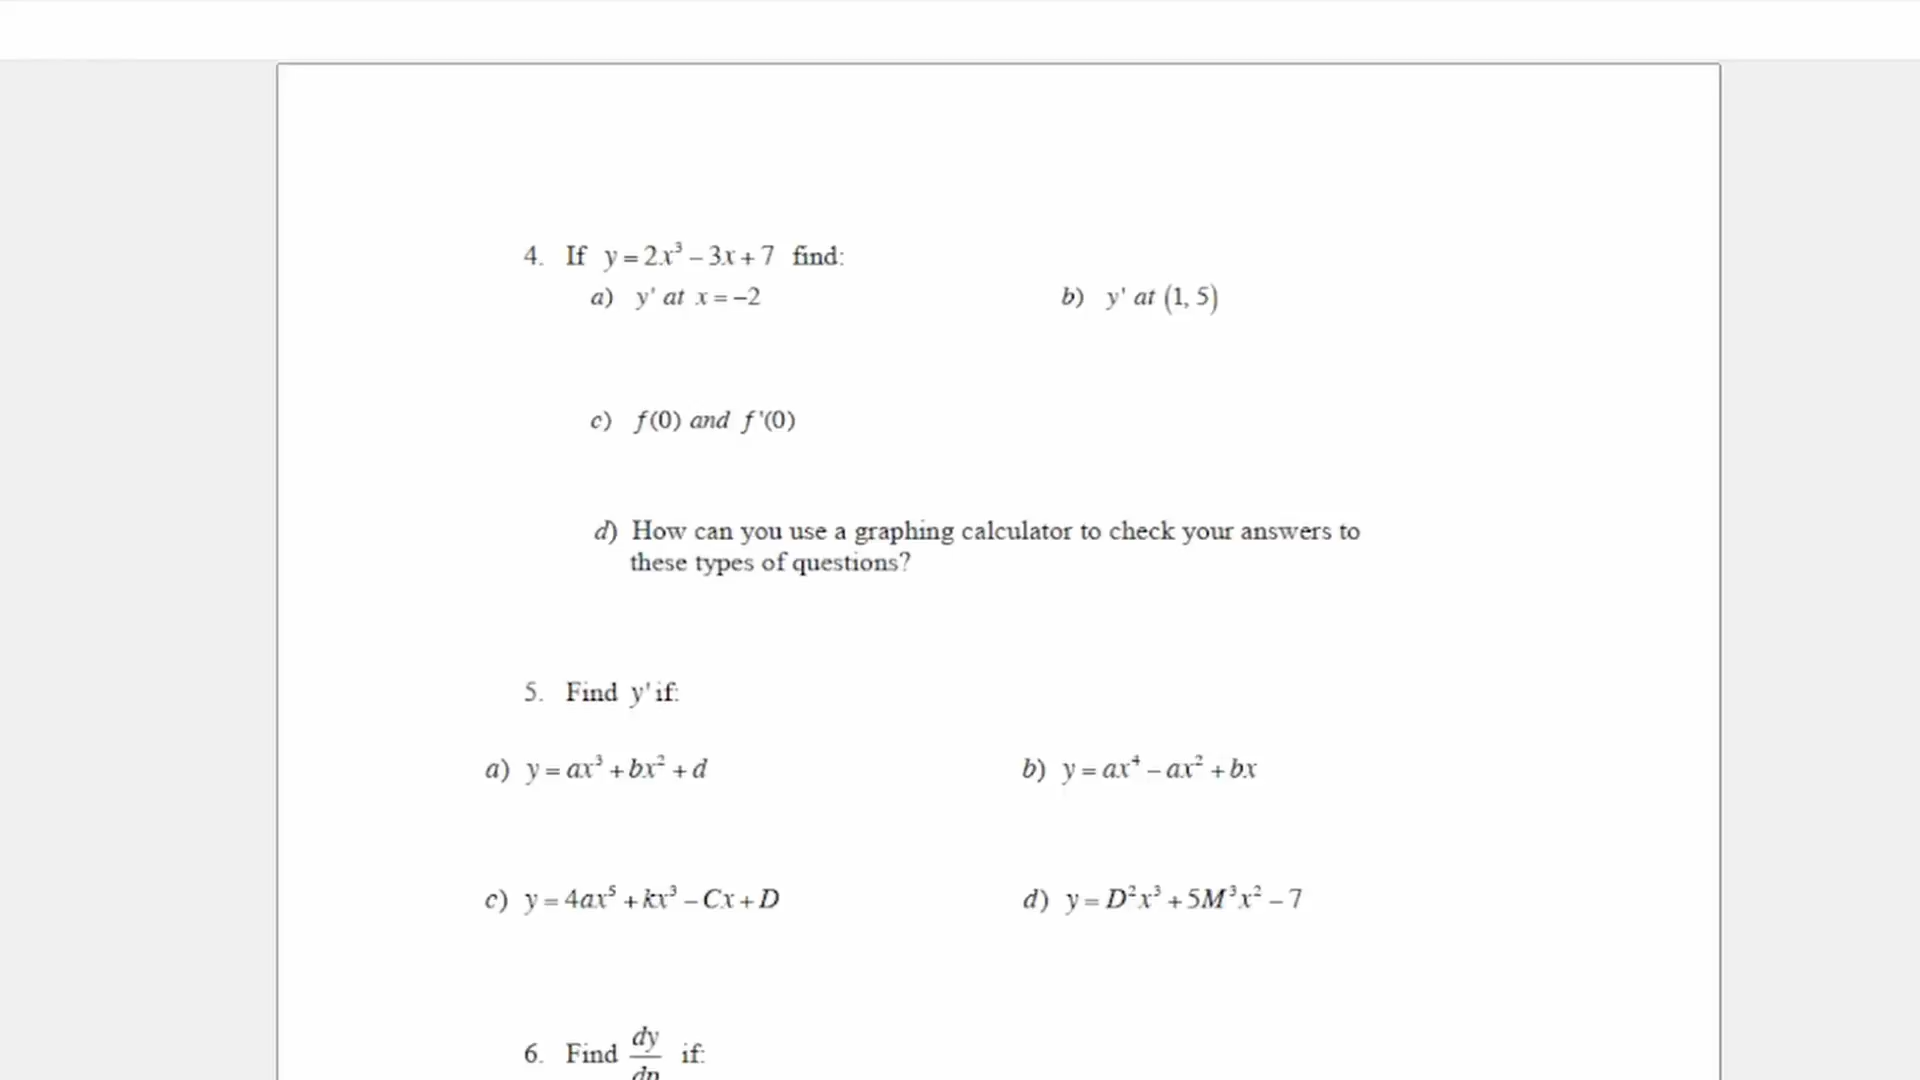 4. If y = 2x³ – 3x + 7 find:
a) y' at x = –2
b) y' at (1, 5)
c) f(0) and f'(0)
d) How can you use a graphing calculator to check your answers to
these types of questions?
5. Find y' if:
a) y = ax³ + bx² + d
b) y = ax⁴ – ax² + bx
c) y = 4ax⁵ + kx³ – Cx + D
d) y = D²x³ + 5M³x² – 7
6. Find dy/dp if: